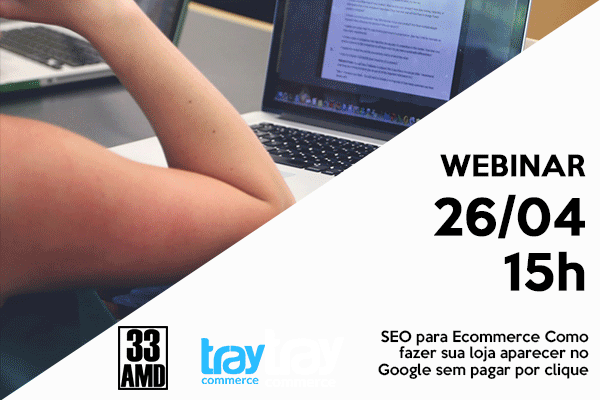 WEBINAR
26/04
15h
SEO para Ecommerce Como
fazer sua loja aparecer no
Google sem pagar por clique
33
AMD
tray tray
commerce